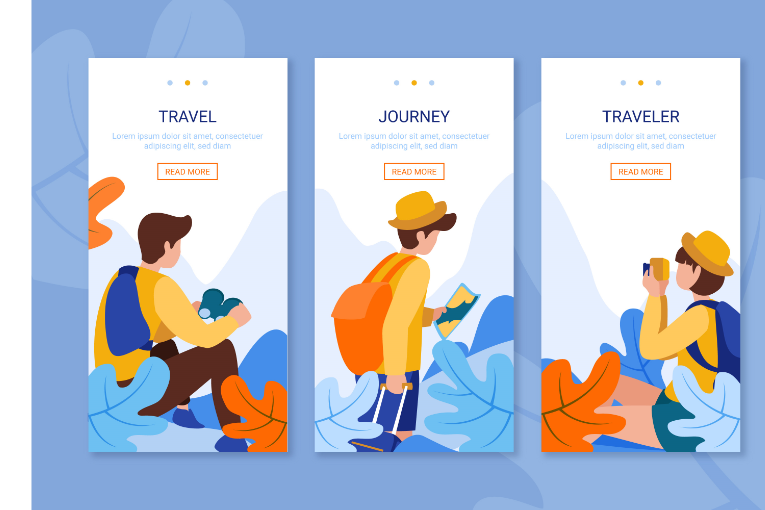 TRAVEL
Lorem ipsum dolor sit amet, consectetuer
adipiscing elit, sed diam
READ MORE
JOURNEY
Lorem ipsum dolor sit amet, consectetuer
adipiscing elit, sed diam
READ MORE
TRAVELER
Lorem ipsum dolor sit amet, consectetuer
adipiscing elit, sed diam
READ MORE